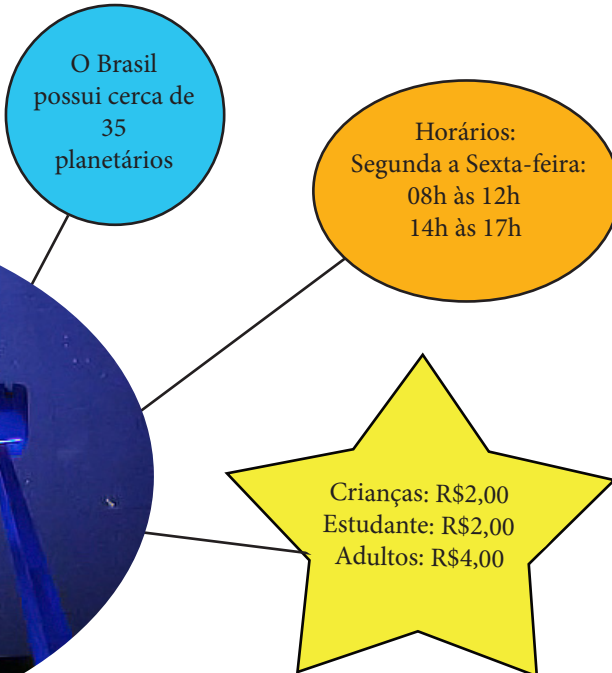 O Brasil
possui cerca de
35
planetários
Horários:
Segunda a Sexta-feira:
08h às 12h
14h às 17h
Crianças: R$2,00
Estudante: R$2,00
Adultos: R$4,00